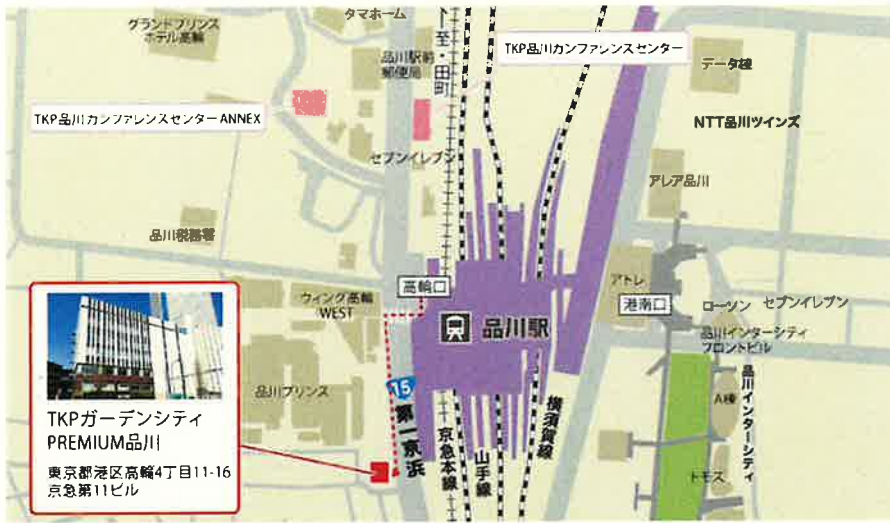 グランドプリンス
ホテル高輪
タマホーム
品川駅前
郵便局
至・田町
TKP品川カンファレンスセンター
データ棟
TKP品川カンファレンスセンターANNEX
NTT品川ツインズ
セブンイレブン
アレア品川
品川税務署
高輪口
アトレ
港南口
ローソン
セブンイレブン
ウィング高輪
WEST
品川駅
品川インターシティ
フロントビル
品川プリンス
15
第一京浜
京急本線
山手線
横須賀線
A棟
品川インターシティ
トモス
TKPガーデンシティ
PREMIUM品川
東京都港区高輪4丁目11-16
京急第11ビル